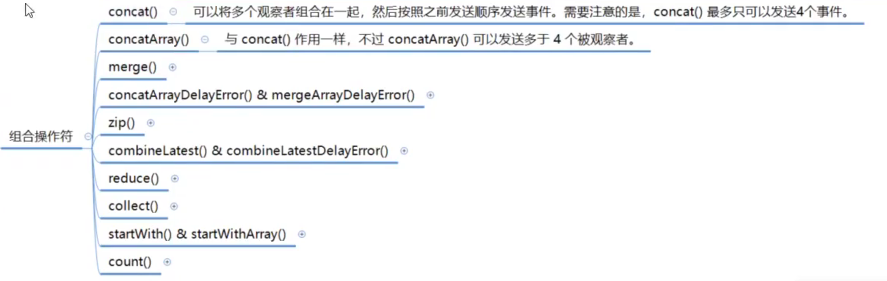 concat() 可以将多个观察者组合在一起，然后按照之前发送顺序发送事件。需要注意的是，concat() 最多只可以发送4个事件。
concatArray() 与 concat() 作用一样，不过 concatArray() 可以发送多于 4 个被观察者。
merge()
concatArrayDelayError() & mergeArrayDelayError()
zip()
组合操作符
combineLatest() & combineLatestDelayError()
reduce()
collect()
startWith() & startWithArray()
count()